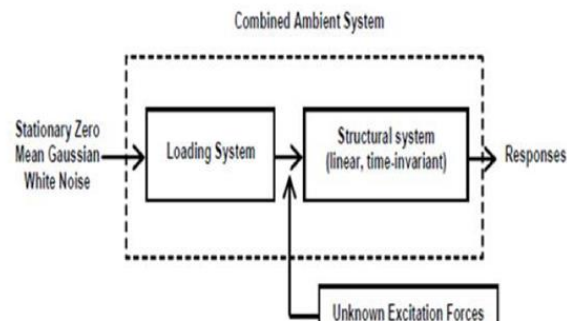 Combined Ambient System
Stationary Zero
Mean Gaussian
White Noise
Loading System
Structural system
(linear, time-invariant)
Responses
Unknown Excitation Forces